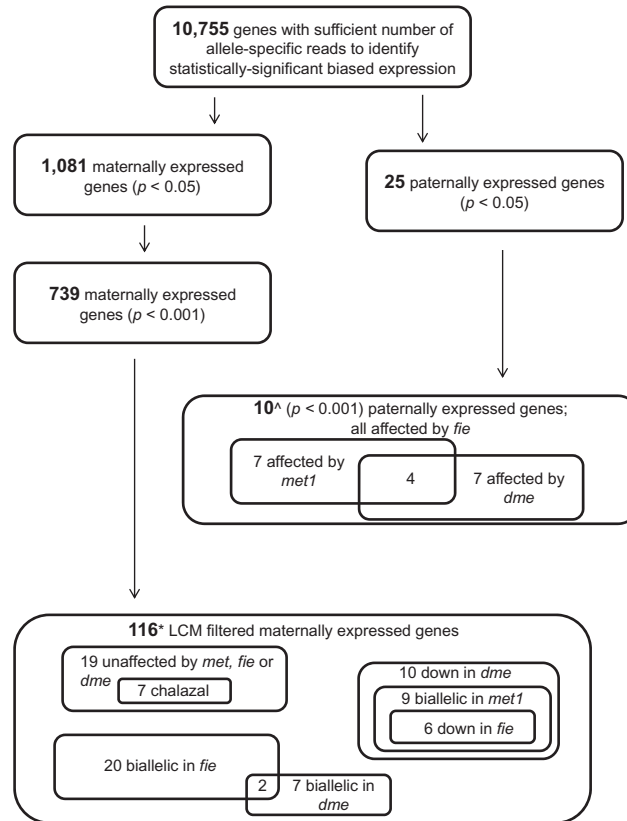 10,755 genes with sufficient number of
allele-specific reads to identify
statistically-significant biased expression
1,081 maternally expressed
genes (p < 0.05)
25 paternally expressed genes
(p < 0.05)
739 maternally expressed
genes (p < 0.001)
10^ (p < 0.001) paternally expressed genes;
all affected by fie
7 affected by
met1
4
7 affected by
dme
116* LCM filtered maternally expressed genes
19 unaffected by met, fie or
dme
7 chalazal
10 down in dme
9 biallelic in met1
6 down in fie
20 biallelic in fie
2
7 biallelic in
dme